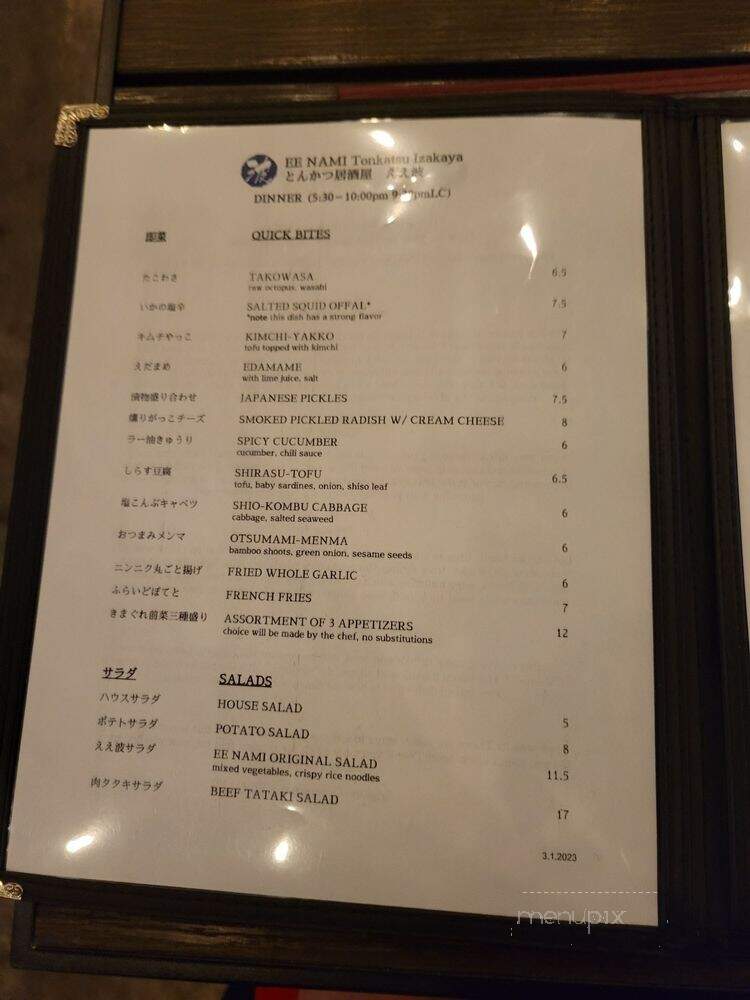 EE NAMI Tonkatsu Izakaya
とんかつ居酒屋 ええ波
DINNER (5:30-10:00pm 9:30pmLC)
即菜 QUICK BITES
たこわさ TAKOWASA 6.5
raw octopus, wasabi
いかの塩辛 SALTED SQUID OFFAL* 7.5
*note this dish has a strong flavor
キムチやっこ KIMCHI-YAKKO 7
tofu topped with kimchi
えだまめ EDAMAME 6
with lime juice, salt
漬物盛り合わせ JAPANESE PICKLES 7.5
燻りがっこチーズ SMOKED PICKLED RADISH W/ CREAM CHEESE 8
ラー油きゅうり SPICY CUCUMBER 6
cucumber, chili sauce
しらす豆腐 SHIRASU-TOFU 6.5
tofu, baby sardines, onion, shiso leaf
塩こんぶキャベツ SHIO-KOMBU CABBAGE 6
cabbage, salted seaweed
おつまみメンマ OTSUMAMI-MENMA 6
bamboo shoots, green onion, sesame seeds
ニンニク丸ごと揚げ FRIED WHOLE GARLIC 6
ふらいどぽてと FRENCH FRIES 7
きまぐれ前菜三種盛り ASSORTMENT OF 3 APPETIZERS 12
choice will be made by the chef, no substitutions
サラダ SALADS
ハウスサラダ HOUSE SALAD 5
ポテトサラダ POTATO SALAD 8
ええ波サラダ EE NAMI ORIGINAL SALAD 11.5
mixed vegetables, crispy rice noodles
肉タタキサラダ BEEF TATAKI SALAD 17
3.1.2023
menupix